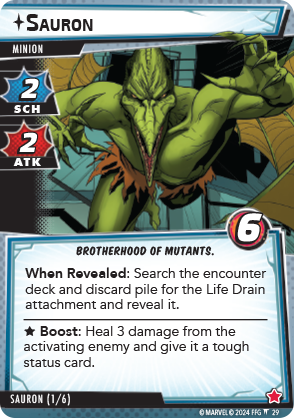 SAURON
MINION
2
SCH
2
ATK
6
BROTHERHOOD OF MUTANTS.
When Revealed: Search the encounter
deck and discard pile for the Life Drain
attachment and reveal it.
★ Boost: Heal 3 damage from the
activating enemy and give it a tough
status card.
SAURON (1/6)
© MARVEL © 2024 FFG 29